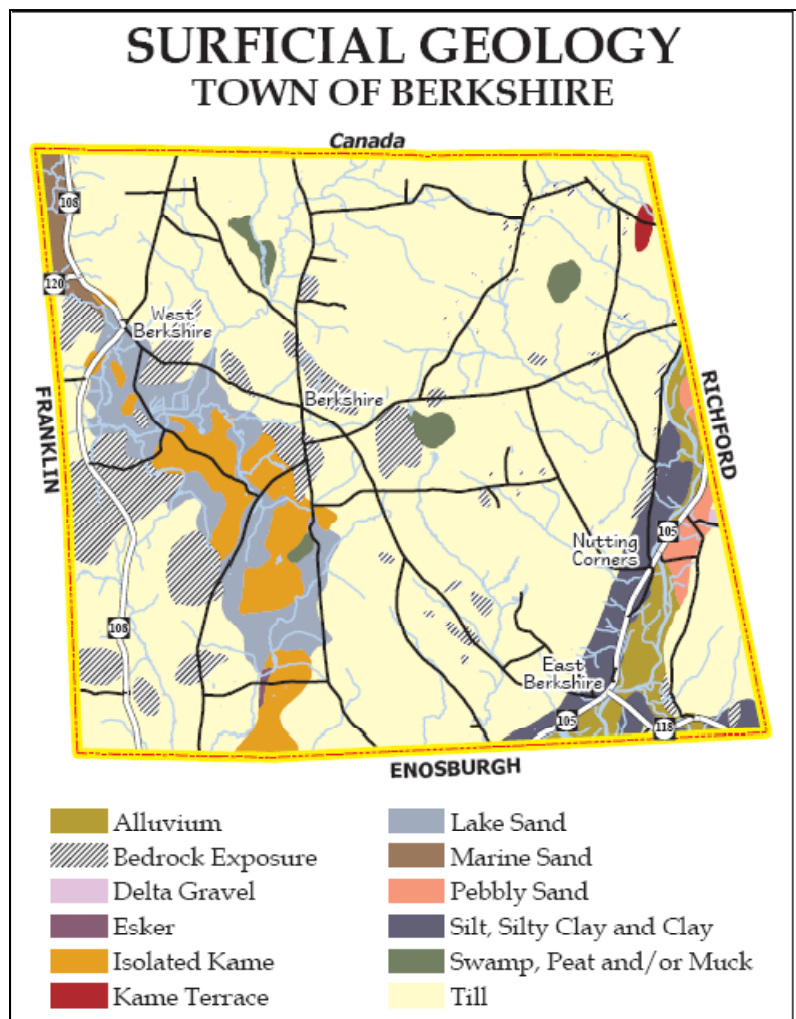 SURFICIAL GEOLOGY
TOWN OF BERKSHIRE
Canada
108
120
West
Berkshire
Berkshire
FRANKLIN
RICHFORD
105
Nutting
Corners
108
East
Berkshire
105
118
ENOSBURGH
Alluvium
Bedrock Exposure
Delta Gravel
Esker
Isolated Kame
Kame Terrace
Lake Sand
Marine Sand
Pebbly Sand
Silt, Silty Clay and Clay
Swamp, Peat and/or Muck
Till